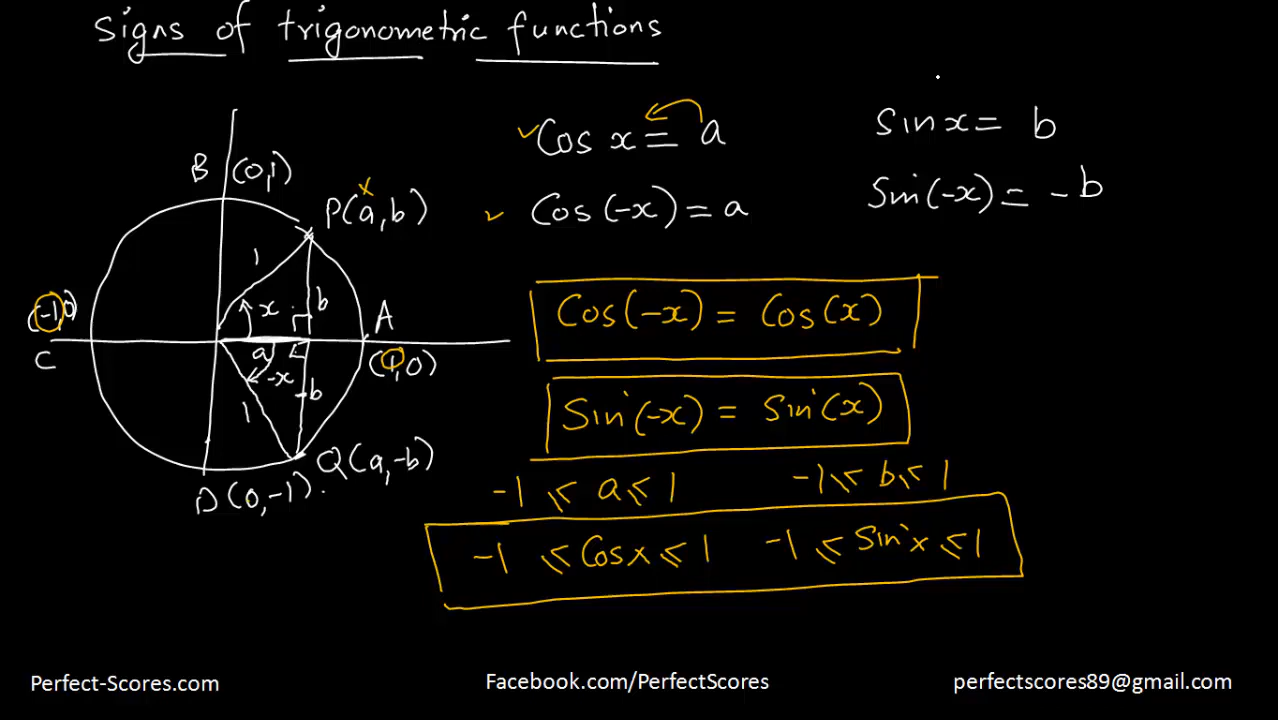 Signs of trigonometric functions
Cos x = a
Sin x = b
B (0,1)
P(a,b)
Cos(-x) = a
Sin(-x) = -b
1
x
b
(-1,0)
A
Cos(-x) = Cos(x)
C
a
(1,0)
-x
-b
1
Sin(-x) = Sin(x)
Q(a,-b)
D(0,-1)
-1 ⩽ a ⩽ 1
-1 ⩽ b ⩽ 1
-1 ⩽ Cosx ⩽ 1
-1 ⩽ Sinx ⩽ 1
Perfect-Scores.com
Facebook.com/PerfectScores
perfectscores89@gmail.com